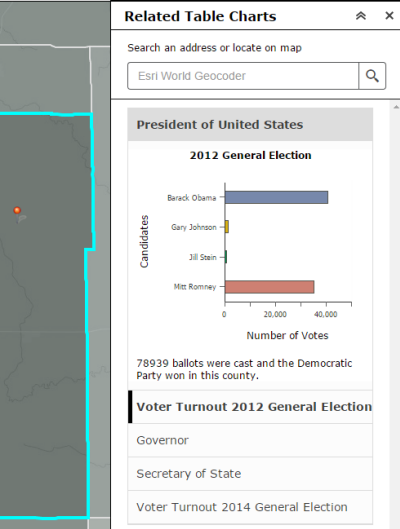 Related Table Charts
Search an address or locate on map
Esri World Geocoder
President of United States
2012 General Election
Candidates
Barack Obama
Gary Johnson
Jill Stein
Mitt Romney
0 20,000 40,000
Number of Votes
78939 ballots were cast and the Democratic
Party won in this county.
Voter Turnout 2012 General Election
Governor
Secretary of State
Voter Turnout 2014 General Election